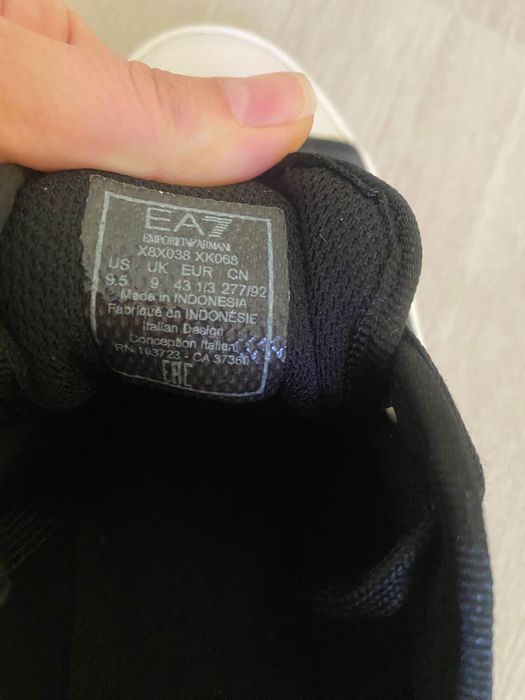 EA7
EMPORIO ARMANI
X8X038 XK068
US UK EUR CN
9.5 9 43 1/3 277/92
Made in INDONESIA
Fabriqué en INDONÉSIE
Italian Design
Conception Italien
RN 103723 - CA 37360
EAC